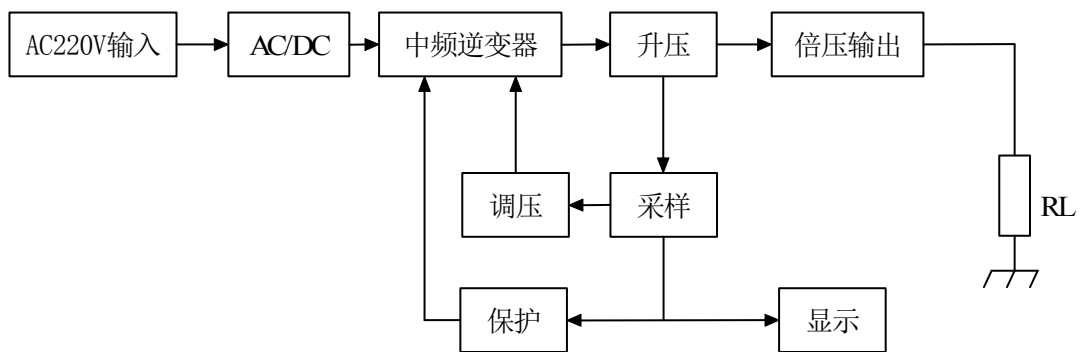 AC220V输入
AC/DC
中频逆变器
升压
倍压输出
调压
采样
RL
保护
显示